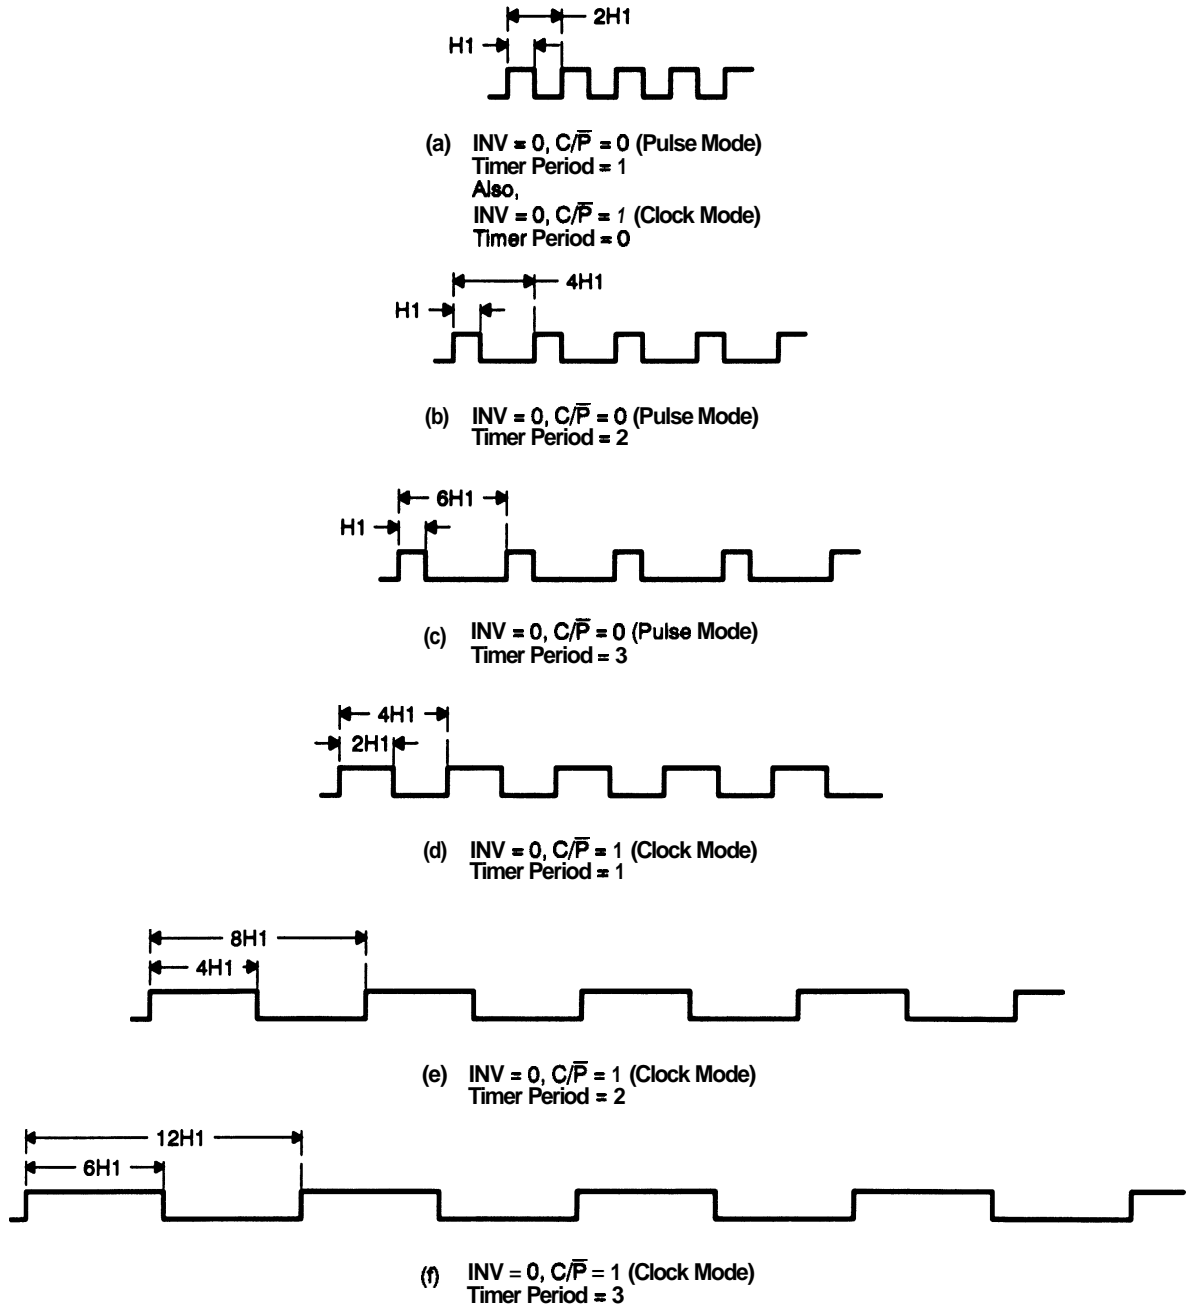 2H1
H1
(a) INV = 0, C/P̅ = 0 (Pulse Mode)
Timer Period = 1
Also,
INV = 0, C/P̅ = 1 (Clock Mode)
Timer Period = 0
4H1
H1
(b) INV = 0, C/P̅ = 0 (Pulse Mode)
Timer Period = 2
6H1
H1
(c) INV = 0, C/P̅ = 0 (Pulse Mode)
Timer Period = 3
4H1
2H1
(d) INV = 0, C/P̅ = 1 (Clock Mode)
Timer Period = 1
8H1
4H1
(e) INV = 0, C/P̅ = 1 (Clock Mode)
Timer Period = 2
12H1
6H1
(f) INV = 0, C/P̅ = 1 (Clock Mode)
Timer Period = 3